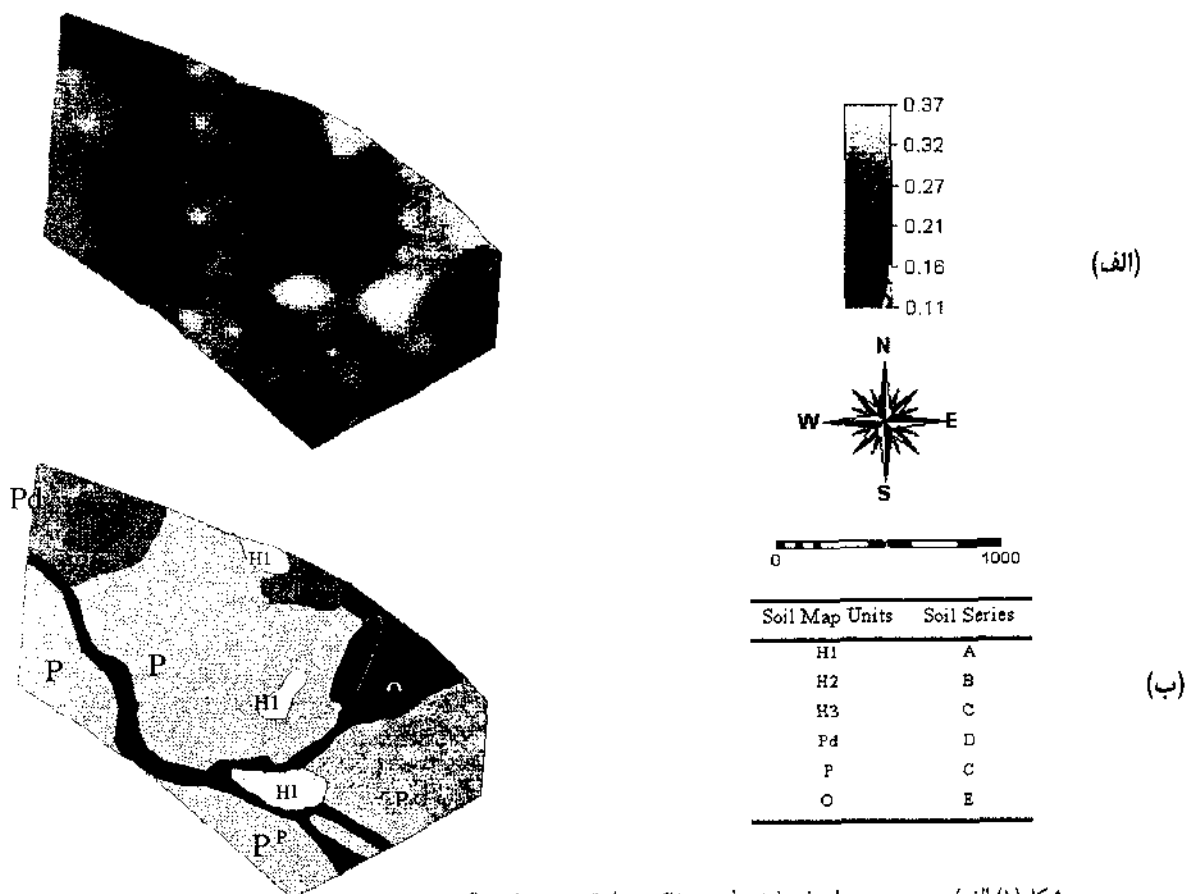 0.37
0.32
0.27
0.21
0.16
0.11
(الف)
N
W E
S
0 1000
Pd
H1
P P
H1
O
H1
P
P P
Soil Map Units Soil Series
H1 A
H2 B
H3 C
Pd D
P C
O E
(ب)